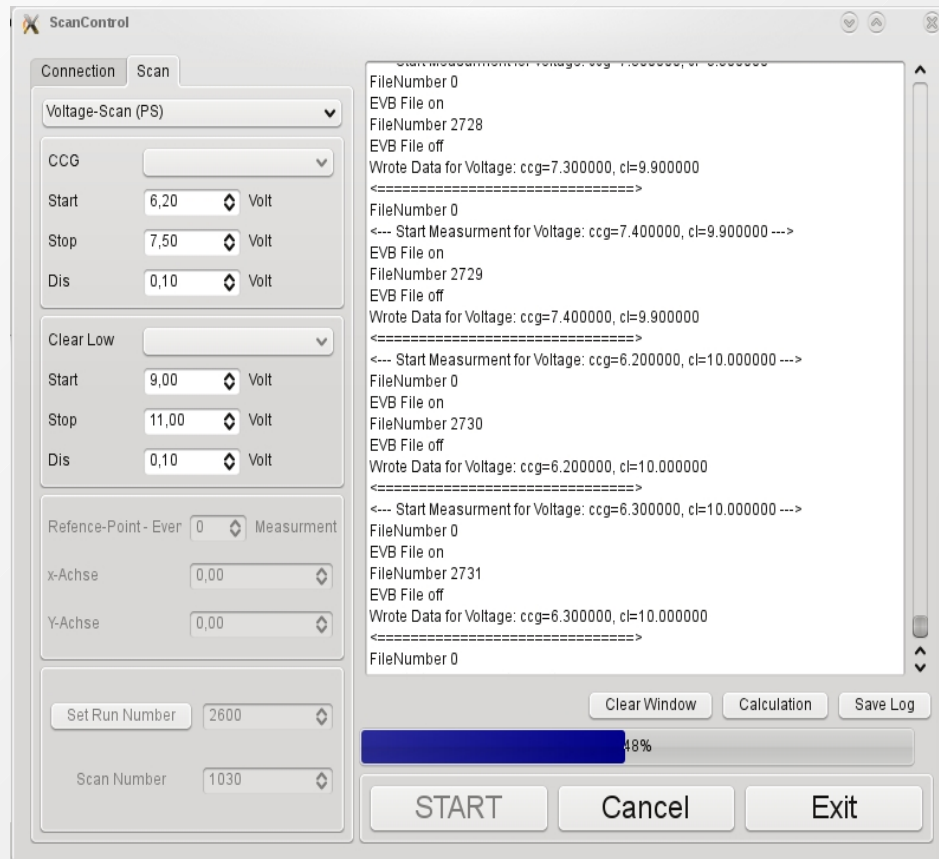 ScanControl
Connection
Scan
Voltage-Scan (PS)
CCG
Start 6,20 Volt
Stop 7,50 Volt
Dis 0,10 Volt
Clear Low
Start 9,00 Volt
Stop 11,00 Volt
Dis 0,10 Volt
Refence-Point - Ever 0 Measurment
x-Achse 0,00
Y-Achse 0,00
Set Run Number 2600
Scan Number 1030
Start Measurment for Voltage:
FileNumber 0
EVB File on
FileNumber 2728
EVB File off
Wrote Data for Voltage: ccg=7.300000, cl=9.900000
<===============================>
FileNumber 0
<--- Start Measurment for Voltage: ccg=7.400000, cl=9.900000 --->
EVB File on
FileNumber 2729
EVB File off
Wrote Data for Voltage: ccg=7.400000, cl=9.900000
<===============================>
<--- Start Measurment for Voltage: ccg=6.200000, cl=10.000000 --->
FileNumber 0
EVB File on
FileNumber 2730
EVB File off
Wrote Data for Voltage: ccg=6.200000, cl=10.000000
<===============================>
<--- Start Measurment for Voltage: ccg=6.300000, cl=10.000000 --->
FileNumber 0
EVB File on
FileNumber 2731
EVB File off
Wrote Data for Voltage: ccg=6.300000, cl=10.000000
<===============================>
FileNumber 0
Clear Window
Calculation
Save Log
48%
START
Cancel
Exit